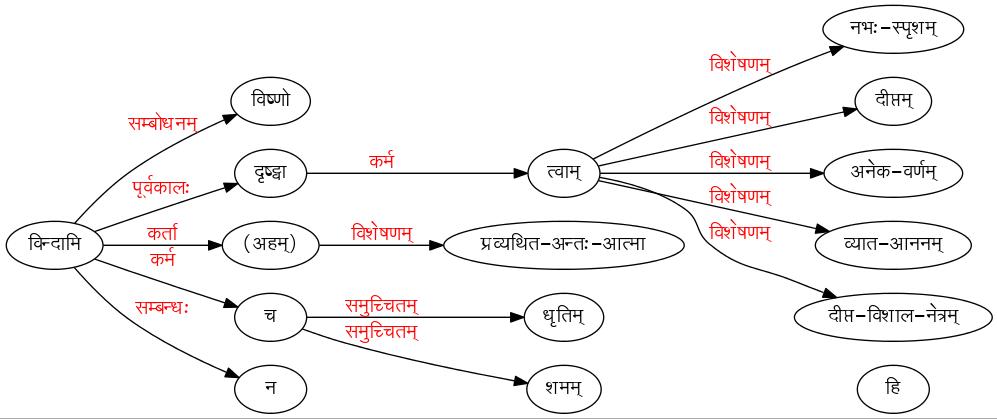 नभः-स्पृशम्
विशेषणम्
विष्णो
दीप्तम्
विशेषणम्
सम्बोधनम्
दृष्ट्वा
कर्म
त्वाम्
विशेषणम्
अनेक-वर्णम्
पूर्वकालः
विशेषणम्
विन्दामि
कर्ता
(अहम्)
विशेषणम्
प्रव्यथित-अन्तः-आत्मा
विशेषणम्
व्यात-आननम्
कर्म
सम्बन्धः
च
समुच्चितम्
धृतिम्
दीप्त-विशाल-नेत्रम्
समुच्चितम्
न
शमम्
हि